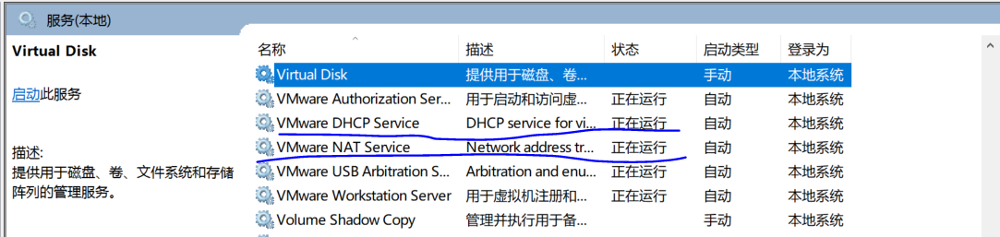 服务(本地)
Virtual Disk
启动此服务
描述:
提供用于磁盘、卷、文件系统和存储
阵列的管理服务。
名称 描述 状态 启动类型 登录为
Virtual Disk 提供用于磁盘、卷... 手动 本地系统
VMware Authorization Ser... 用于启动和访问虚... 正在运行 自动 本地系统
VMware DHCP Service DHCP service for vi... 正在运行 自动 本地系统
VMware NAT Service Network address tr... 正在运行 自动 本地系统
VMware USB Arbitration S... Arbitration and enu... 正在运行 自动 本地系统
VMware Workstation Server 用于虚拟机注册和... 正在运行 自动 本地系统
Volume Shadow Copy 管理并执行用于备... 手动 本地系统